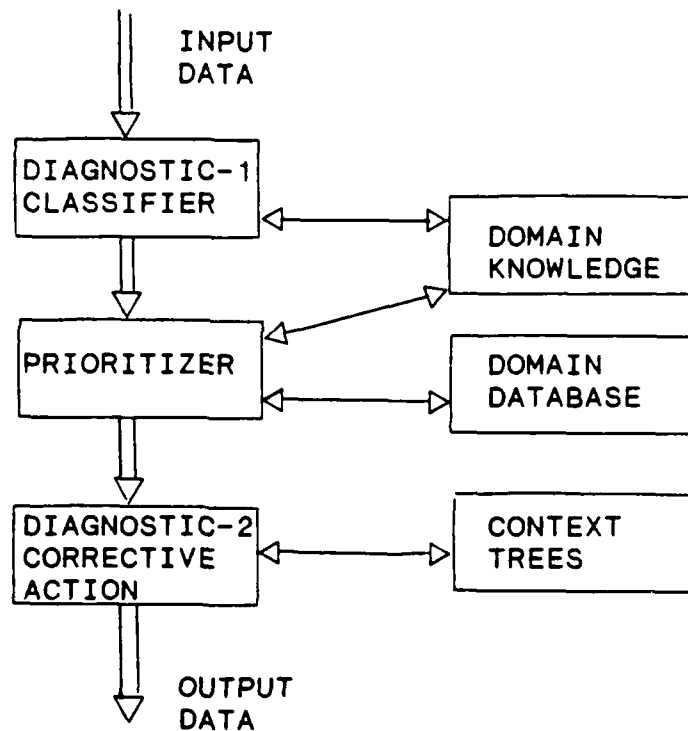 INPUT
DATA
DIAGNOSTIC-1
CLASSIFIER
DOMAIN
KNOWLEDGE
PRIORITIZER
DOMAIN
DATABASE
DIAGNOSTIC-2
CORRECTIVE
ACTION
CONTEXT
TREES
OUTPUT
DATA